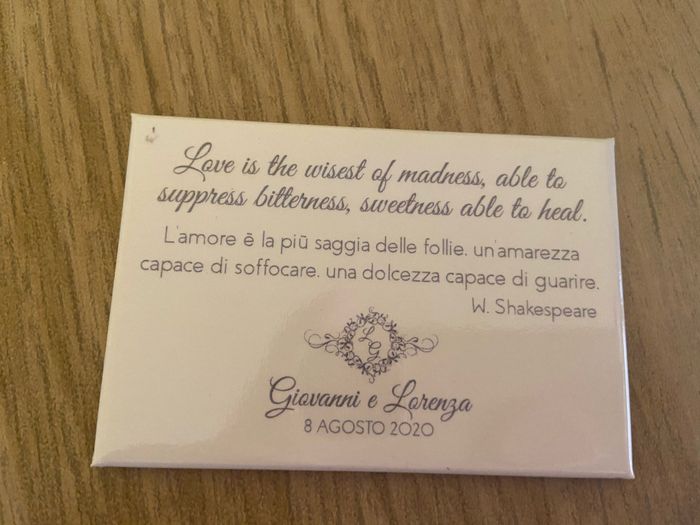 Love is the wisest of madness, able to
suppress bitterness, sweetness able to heal.
L'amore ē la piū saggia delle follie. un'amarezza
capace di soffocare. una dolcezza capace di guarire.
W. Shakespeare
L
G
Giovanni e Lorenza
8 AGOSTO 2020